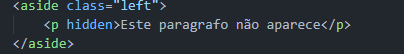 <aside class="left">
<p hidden>Este paragrafo não aparece</p>
</aside>